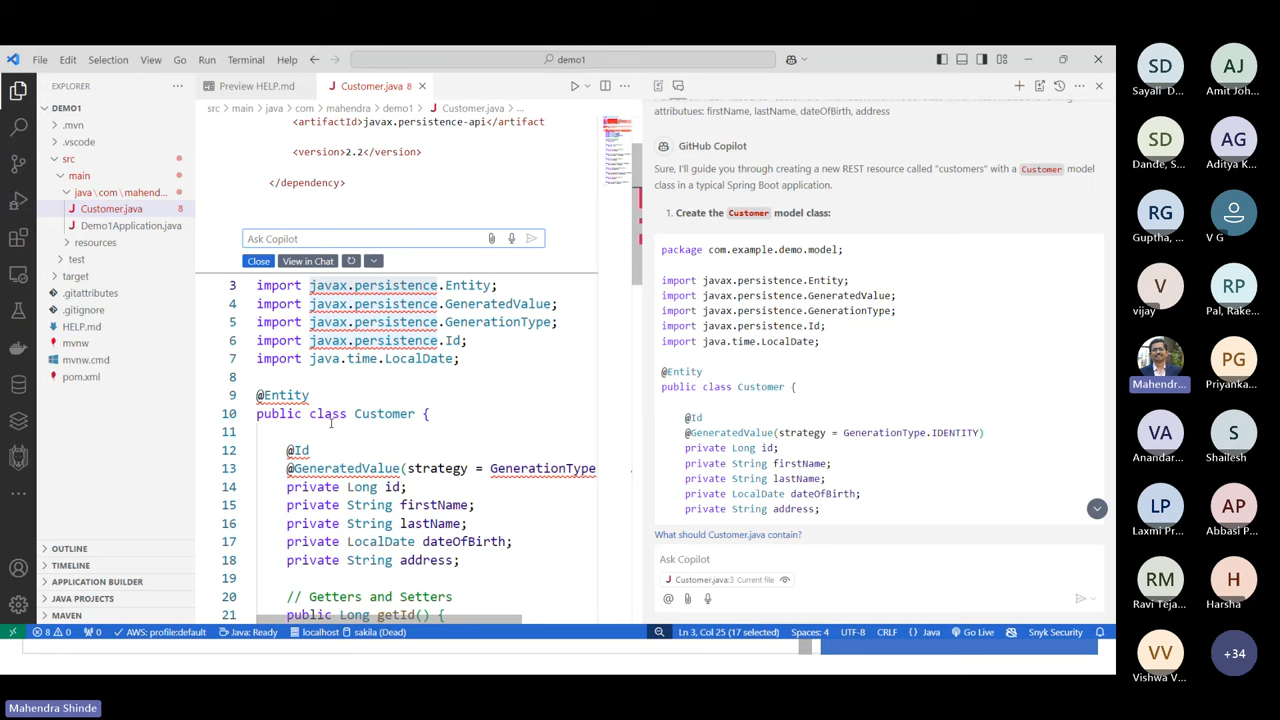 File Edit Selection View Go Run Terminal Help
demo1
EXPLORER
DEMO1
.mvn
.vscode
src
main
java\com\mahend...
Customer.java 8
Demo1Application.java
resources
test
target
.gitattributes
.gitignore
HELP.md
mvnw
mvnw.cmd
pom.xml
OUTLINE
TIMELINE
APPLICATION BUILDER
JAVA PROJECTS
MAVEN
Preview HELP.md
Customer.java 8
src > main > java > com > mahendra > demo1 > Customer.java > ...
<artifactId>javax.persistence-api</artifact
<version>2.2</version>
</dependency>
Ask Copilot
Close View in Chat
3 import javax.persistence.Entity;
4 import javax.persistence.GeneratedValue;
5 import javax.persistence.GenerationType;
6 import javax.persistence.Id;
7 import java.time.LocalDate;
8
9 @Entity
10 public class Customer {
11
12 @Id
13 @GeneratedValue(strategy = GenerationType
14 private Long id;
15 private String firstName;
16 private String lastName;
17 private LocalDate dateOfBirth;
18 private String address;
19
20 // Getters and Setters
21 public Long getId() {
attributues: firstName, lastName, dateOfBirth, address
GitHub Copilot
Sure, I'll guide you through creating a new REST resource called "customers" with a Customer model
class in a typical Spring Boot application.
1. Create the Customer model class:
package com.example.demo.model;
import javax.persistence.Entity;
import javax.persistence.GeneratedValue;
import javax.persistence.GenerationType;
import javax.persistence.Id;
import java.time.LocalDate;
@Entity
public class Customer {
@Id
@GeneratedValue(strategy = GenerationType.IDENTITY)
private Long id;
private String firstName;
private String lastName;
private LocalDate dateOfBirth;
private String address;
What should Customer.java contain?
Ask Copilot
Customer.java:3 Current file
8 0 0 AWS: profile:default Java: Ready localhost sakila (Dead)
Ln 3, Col 25 (17 selected) Spaces: 4 UTF-8 CRLF {} Java Go Live Snyk Security
SD AJ
Sayali D... Amit Joh...
SD AG
Dande, S... Aditya K...
RG
Guptha, ... V G
V RP
vijay Pal, Rake...
PG
Mahendr... Priyanka...
VA S
Anandar... Shailesh
LP AP
Laxmi Pr... Abbasi P...
RM H
Ravi Teja... Harsha
VV +34
Vishwa V...
Mahendra Shinde